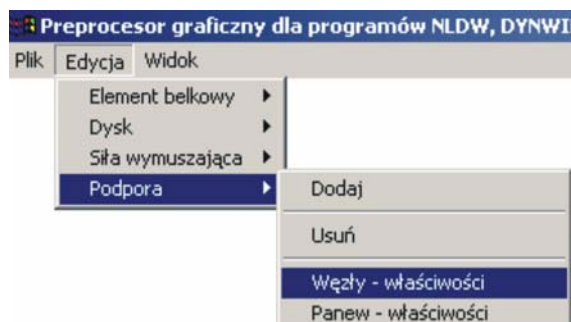 Preprocesor graficzny dla programów NLDW, DYNWI
Plik Edycja Widok
Element belkowy
Dysk
Siła wymuszająca
Podpora
Dodaj
Usuń
Węzły - właściwości
Panew - właściwości